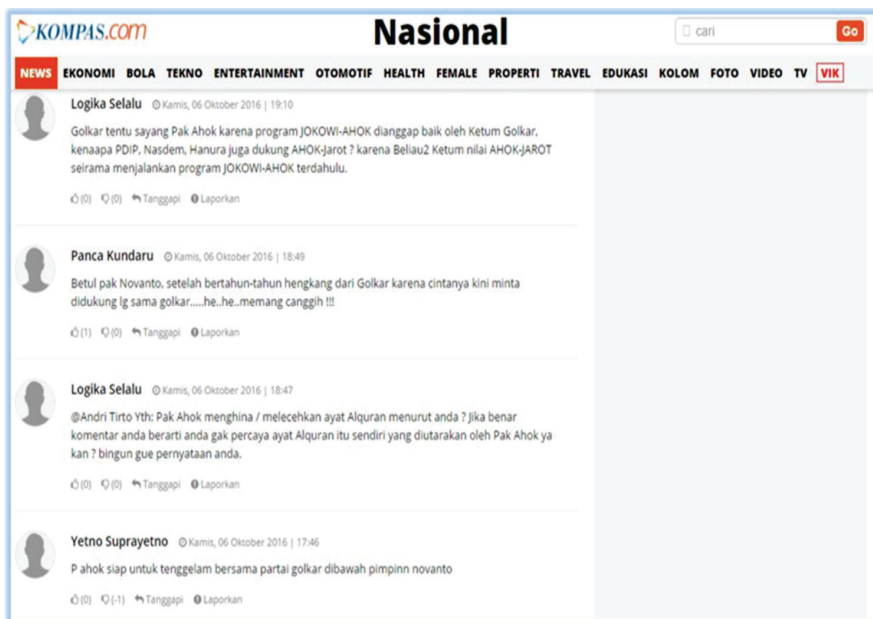 KOMPAS.com
Nasional
cari
Go
NEWS EKONOMI BOLA TEKNO ENTERTAINMENT OTOMOTIF HEALTH FEMALE PROPERTI TRAVEL EDUKASI KOLOM FOTO VIDEO TV VIK
Logika Selalu Kamis, 06 Oktober 2016 | 19:10
Golkar tentu sayang Pak Ahok karena program JOKOWI-AHOK dianggap baik oleh Ketum Golkar,
kenaapa PDIP, Nasdem, Hanura juga dukung AHOK-Jarot ? karena Beliau2 Ketum nilai AHOK-JAROT
seirama menjalankan program JOKOWI-AHOK terdahulu.
(0) (0) Tanggapi Laporkan
Panca Kundaru Kamis, 06 Oktober 2016 | 18:49
Betul pak Novanto, setelah bertahun-tahun hengkang dari Golkar karena cintanya kini minta
didukung lg sama golkar.....he..he..memang canggih !!!
(1) (0) Tanggapi Laporkan
Logika Selalu Kamis, 06 Oktober 2016 | 18:47
@Andri Tirto Yth: Pak Ahok menghina / melecehkan ayat Alquran menurut anda ? Jika benar
komentar anda berarti anda gak percaya ayat Alquran itu sendiri yang diutarakan oleh Pak Ahok ya
kan ? bingun gue pernyataan anda.
(0) (0) Tanggapi Laporkan
Yetno Suprayetno Kamis, 06 Oktober 2016 | 17:46
P ahok siap untuk tenggelam bersama partai golkar dibawah pimpinn novanto
(0) (-1) Tanggapi Laporkan